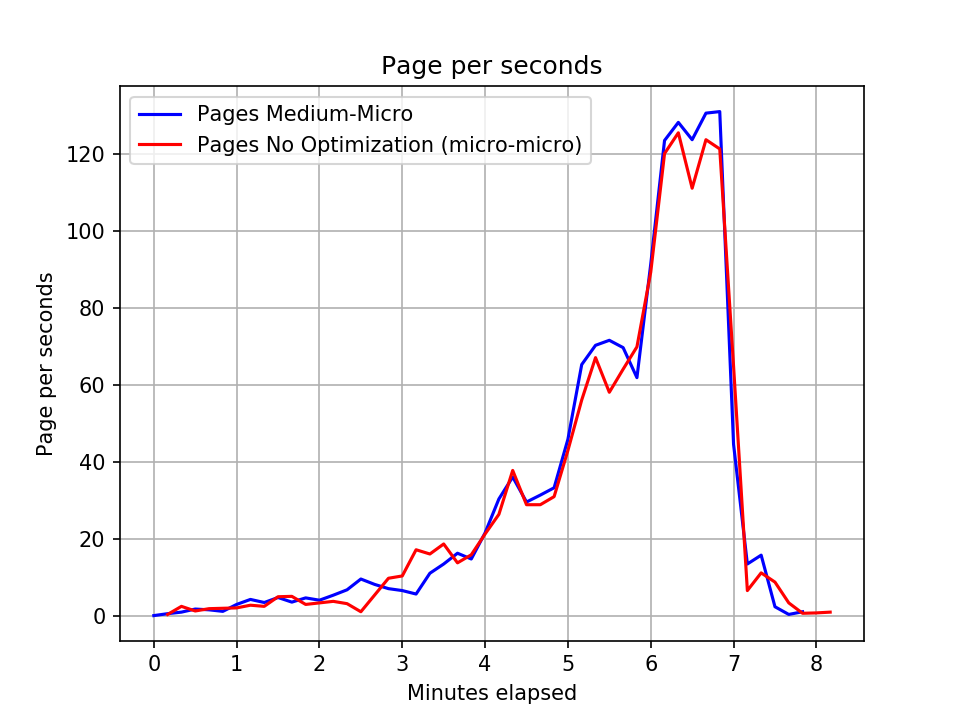 Page per seconds
Pages Medium-Micro
Pages No Optimization (micro-micro)
120
100
80
60
40
20
0
Page per seconds
0 1 2 3 4 5 6 7 8
Minutes elapsed